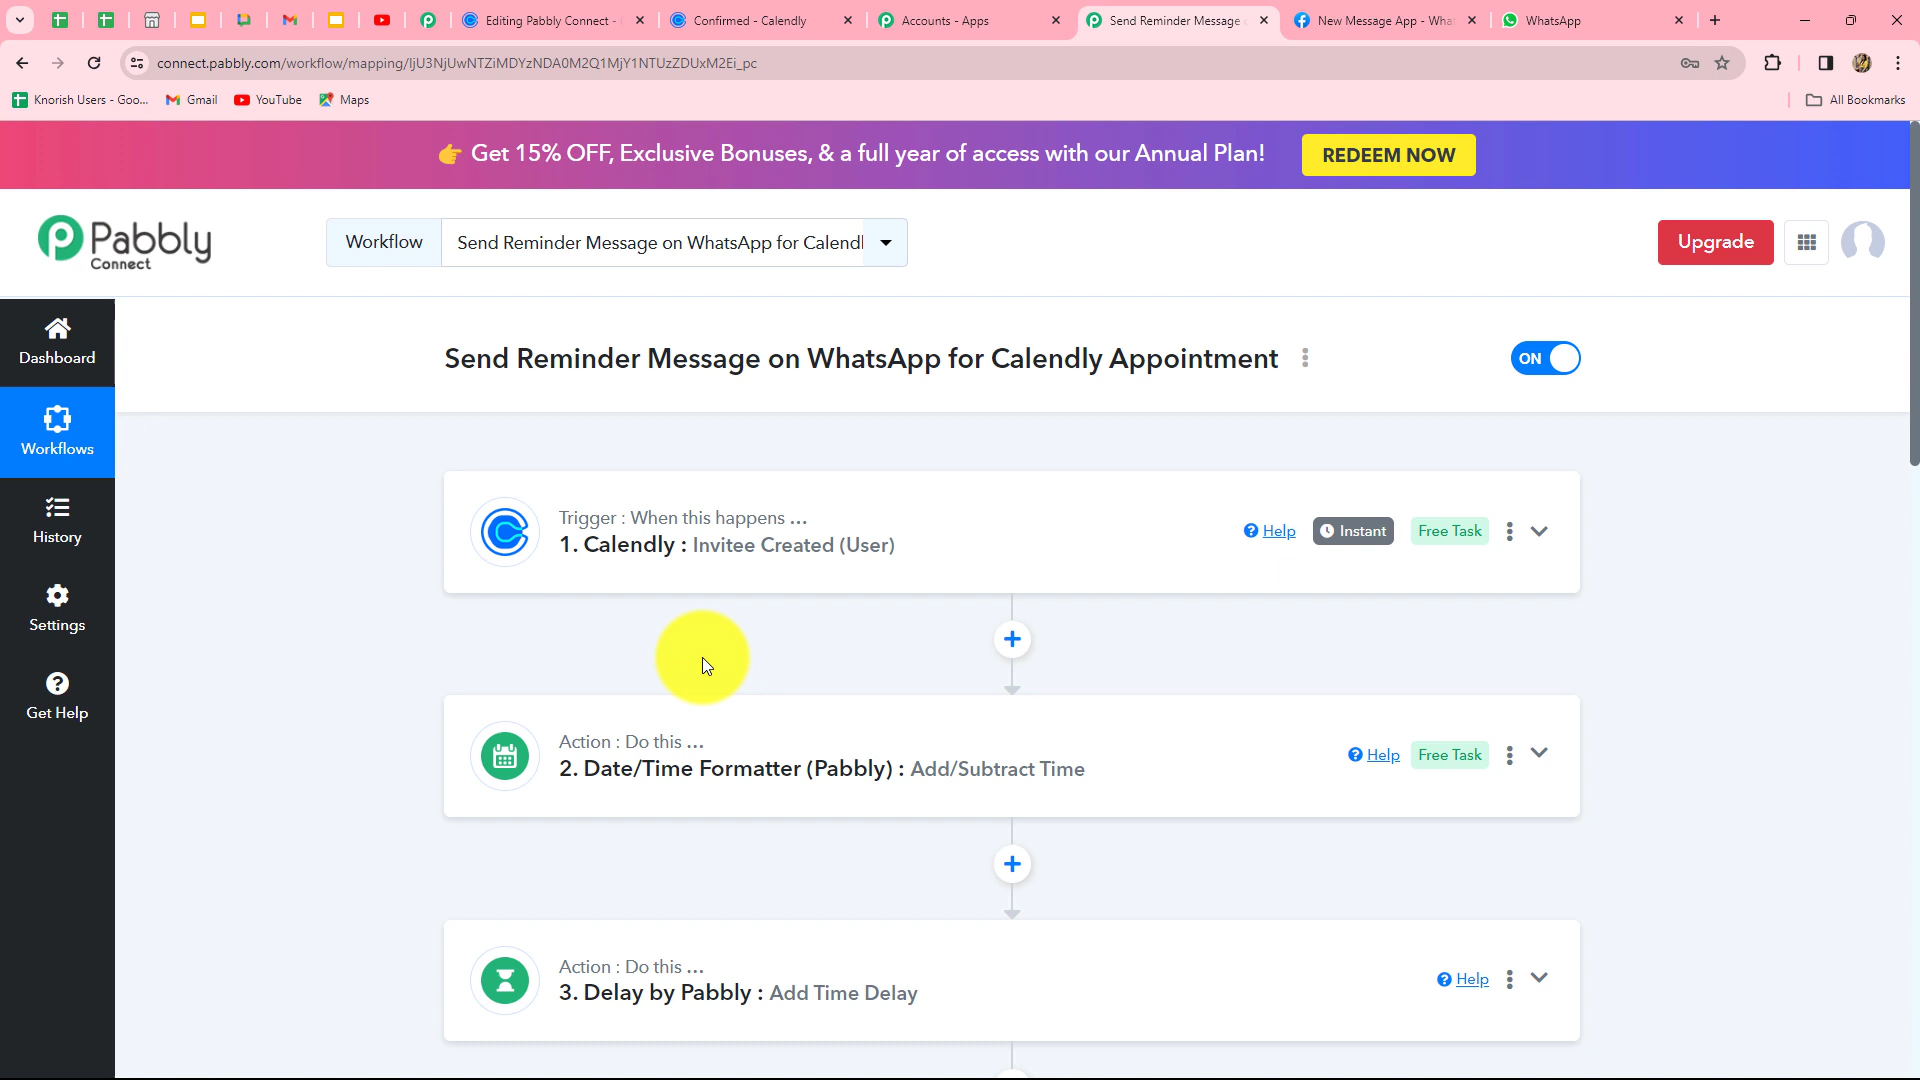 Editing Pabbly Connect -
Confirmed - Calendly
Accounts - Apps
Send Reminder Message
New Message App - Wha
WhatsApp
connect.pabbly.com/workflow/mapping/IjU3NjUwNTZiMDYzNDA0M2Q1MjY1NTUzZDUxM2Ei_pc
Knorish Users - Goo...
Gmail
YouTube
Maps
All Bookmarks
Get 15% OFF, Exclusive Bonuses, & a full year of access with our Annual Plan!
REDEEM NOW
Pabbly
Connect
Workflow
Send Reminder Message on WhatsApp for Calendl
Upgrade
Dashboard
Workflows
History
Settings
Get Help
Send Reminder Message on WhatsApp for Calendly Appointment
ON
Trigger : When this happens ...
1. Calendly : Invitee Created (User)
Help
Instant
Free Task
Action : Do this ...
2. Date/Time Formatter (Pabbly) : Add/Subtract Time
Help
Free Task
Action : Do this ...
3. Delay by Pabbly : Add Time Delay
Help